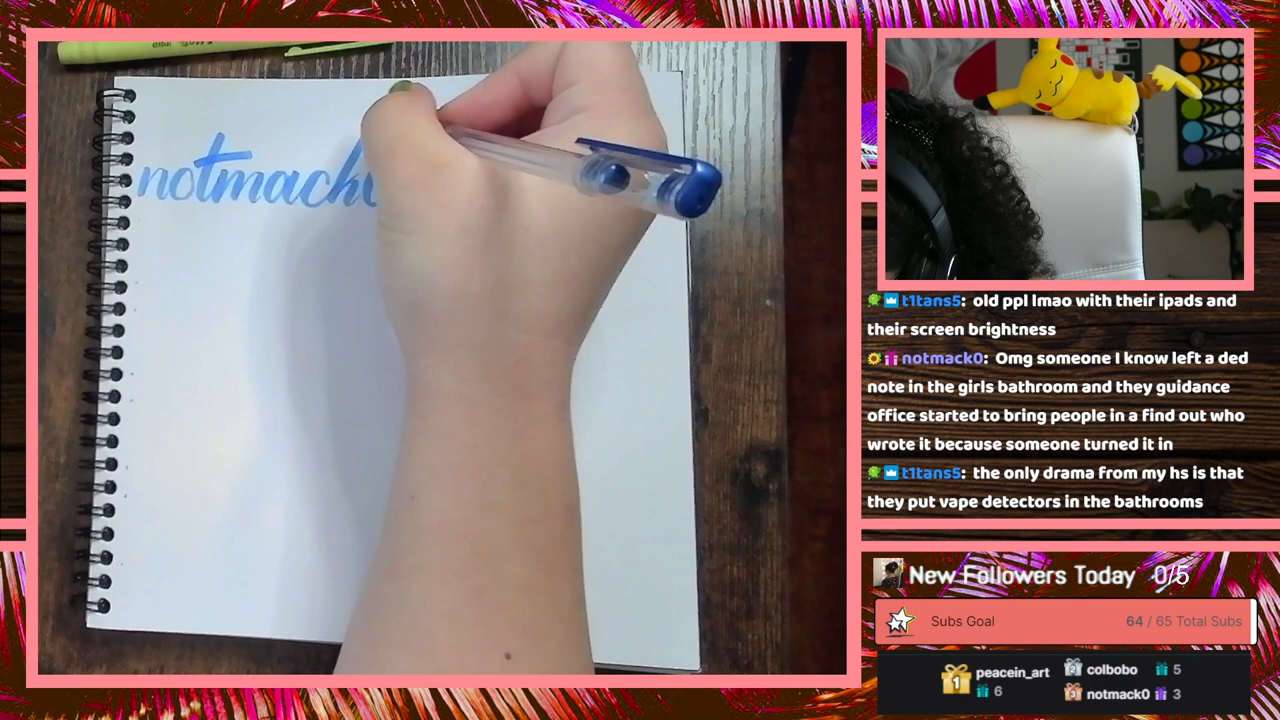 notmack
t1tans5: old ppl lmao with their ipads and
their screen brightness
notmack0: Omg someone I know left a ded
note in the girls bathroom and they guidance
office started to bring people in a find out who
wrote it because someone turned it in
t1tans5: the only drama from my hs is that
they put vape detectors in the bathrooms
New Followers Today 0/5
Subs Goal 64 / 65 Total Subs
1 peacein_art 6
2 colbobo 5
3 notmack0 3